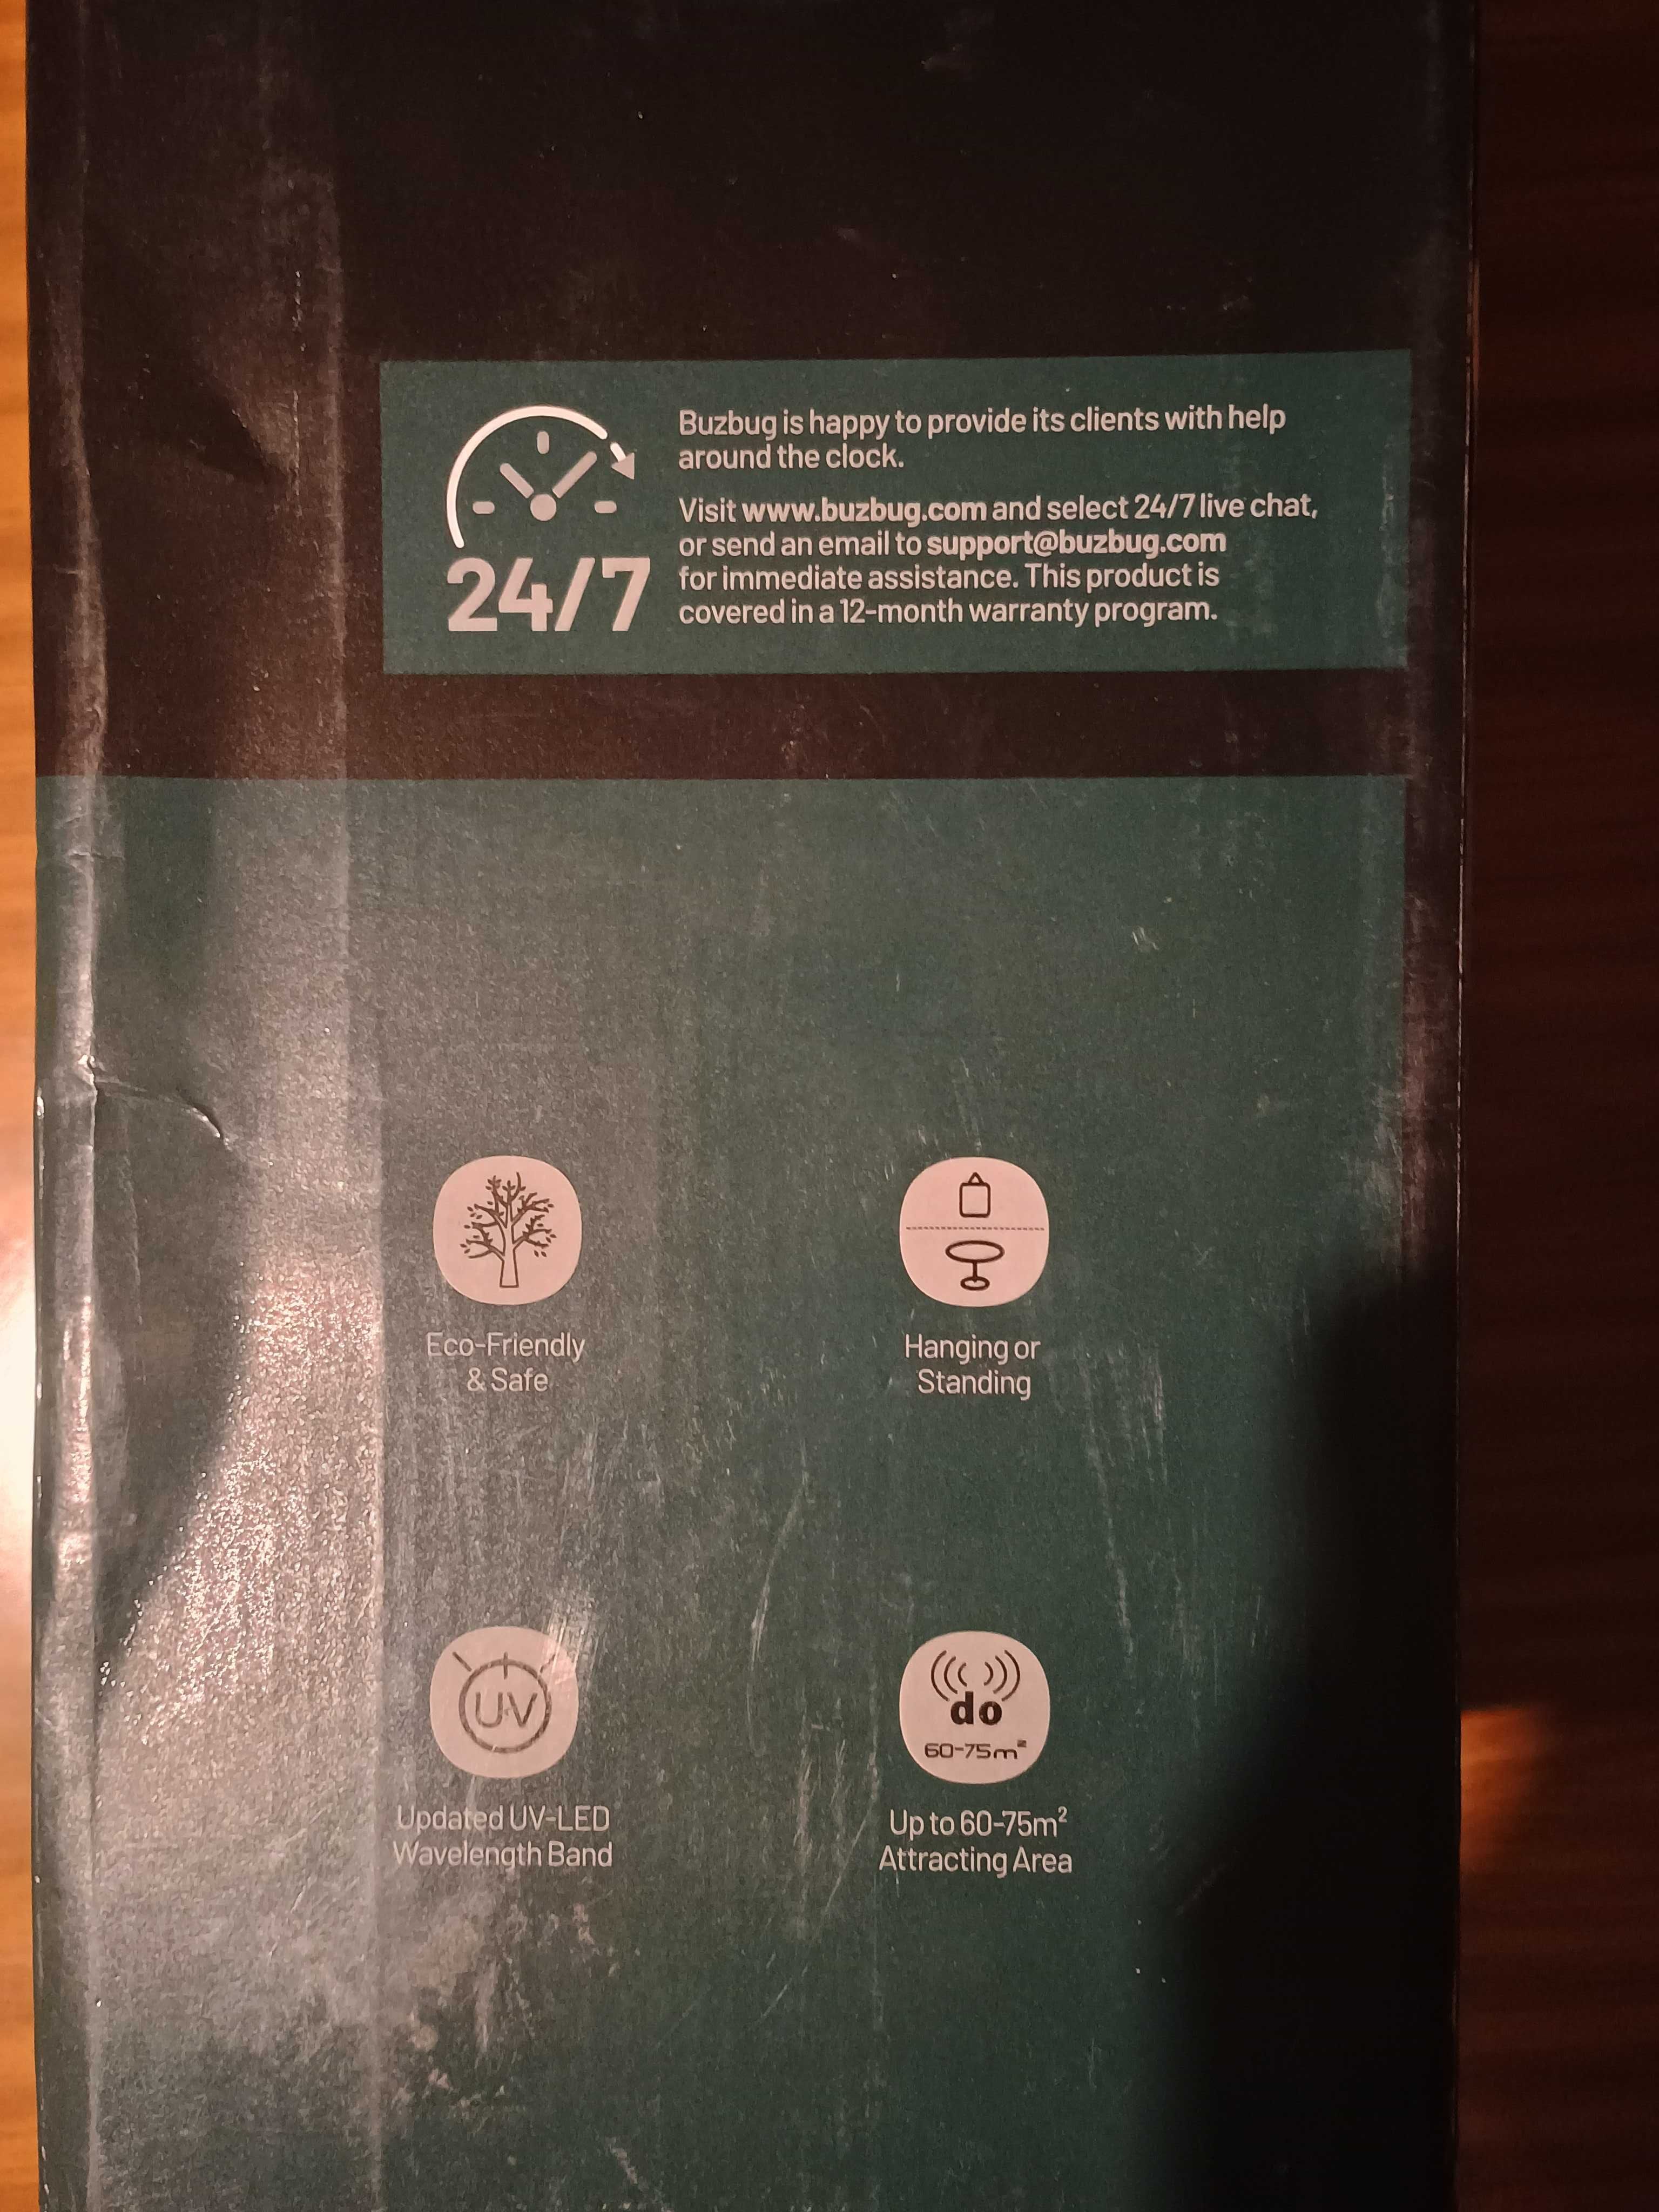 Buzbug is happy to provide its clients with help
around the clock.
Visit www.buzbug.com and select 24/7 live chat,
or send an email to support@buzbug.com
for immediate assistance. This product is
covered in a 12-month warranty program.
24/7
Eco-Friendly
& Safe
Hanging or
Standing
UV
Updated UV-LED
Wavelength Band
do
60-75m²
Up to 60-75m²
Attracting Area